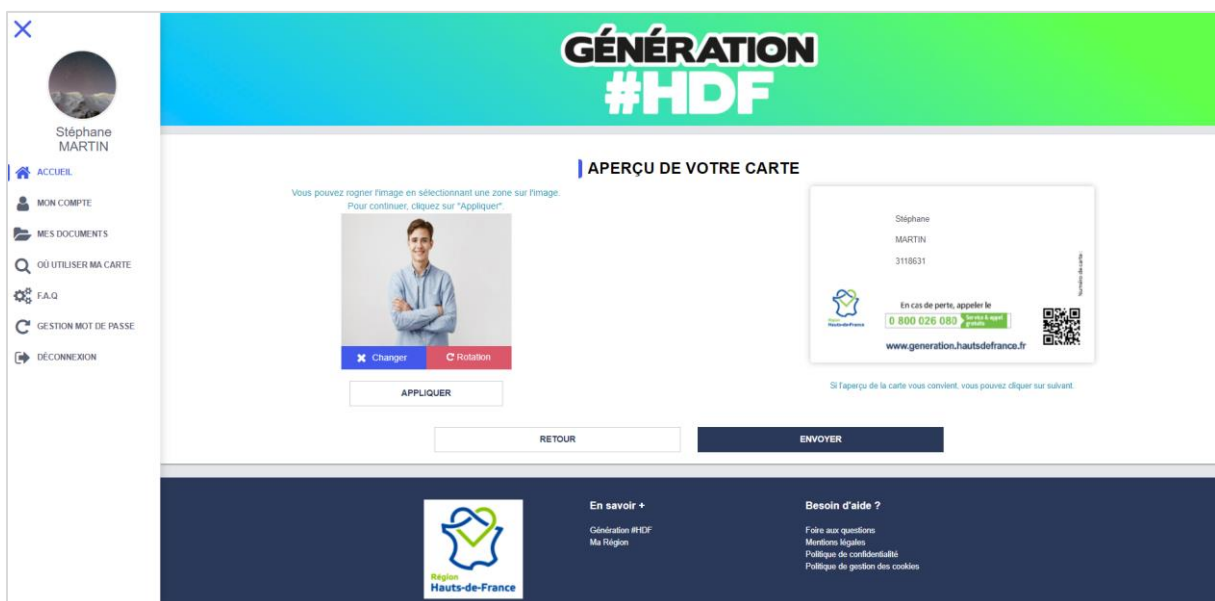 Stéphane
MARTIN
ACCUEIL
MON COMPTE
MES DOCUMENTS
OÙ UTILISER MA CARTE
F.A.Q
GESTION MOT DE PASSE
DÉCONNEXION
GÉNÉRATION
#HDF
APERÇU DE VOTRE CARTE
Vous pouvez rogner l'image en sélectionnant une zone sur l'image.
Pour continuer, cliquez sur "Appliquer".
Changer
Rotation
APPLIQUER
Stéphane
MARTIN
3118631
Numéro de carte:
Région
Hauts-de-France
En cas de perte, appeler le
0 800 026 080 Service & appel
gratuits
www.generation.hautsdefrance.fr
Si l'aperçu de la carte vous convient, vous pouvez cliquer sur suivant.
RETOUR
ENVOYER
Région
Hauts-de-France
En savoir +
Génération #HDF
Ma Région
Besoin d'aide ?
Foire aux questions
Mentions légales
Politique de confidentialité
Politique de gestion des cookies